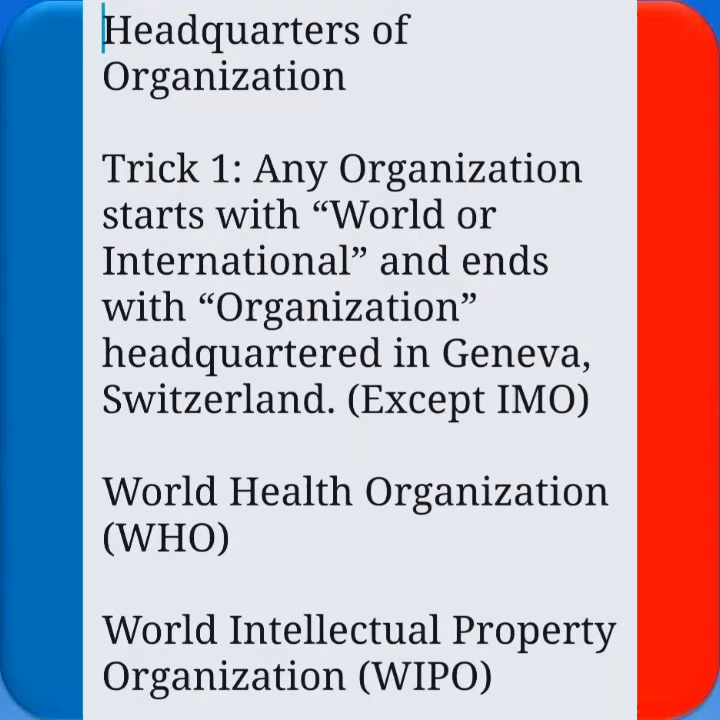 Headquarters of
Organization
Trick 1: Any Organization
starts with “World or
International” and ends
with “Organization”
headquartered in Geneva,
Switzerland. (Except IMO)
World Health Organization
(WHO)
World Intellectual Property
Organization (WIPO)